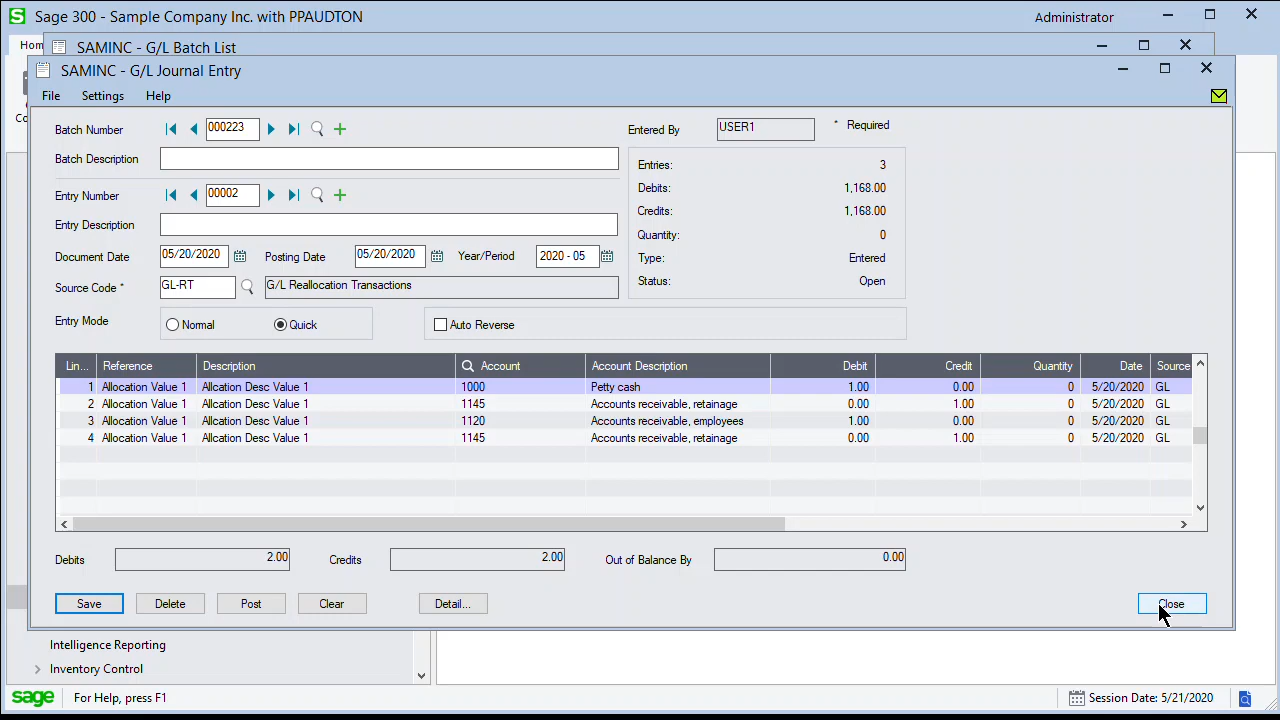 Sage 300 - Sample Company Inc. with PPAUDTON
Administrator
Hom
SAMINC - G/L Batch List
SAMINC - G/L Journal Entry
File Settings Help
Batch Number 000223 Entered By USER1 * Required
Batch Description
Entries: 3
Debits: 1,168.00
Entry Number 00002
Credits: 1,168.00
Entry Description
Quantity: 0
Document Date 05/20/2020 Posting Date 05/20/2020 Year/Period 2020 - 05
Type: Entered
Source Code * GL-RT G/L Reallocation Transactions
Status: Open
Entry Mode Normal Quick Auto Reverse
Lin... Reference Description Account Account Description Debit Credit Quantity Date Source
1 Allocation Value 1 Allcation Desc Value 1 1000 Petty cash 1.00 0.00 0 5/20/2020 GL
2 Allocation Value 1 Allcation Desc Value 1 1145 Accounts receivable, retainage 0.00 1.00 0 5/20/2020 GL
3 Allocation Value 1 Allcation Desc Value 1 1120 Accounts receivable, employees 1.00 0.00 0 5/20/2020 GL
4 Allocation Value 1 Allcation Desc Value 1 1145 Accounts receivable, retainage 0.00 1.00 0 5/20/2020 GL
Debits 2.00 Credits 2.00 Out of Balance By 0.00
Save Delete Post Clear Detail... Close
Intelligence Reporting
Inventory Control
sage For Help, press F1 Session Date: 5/21/2020